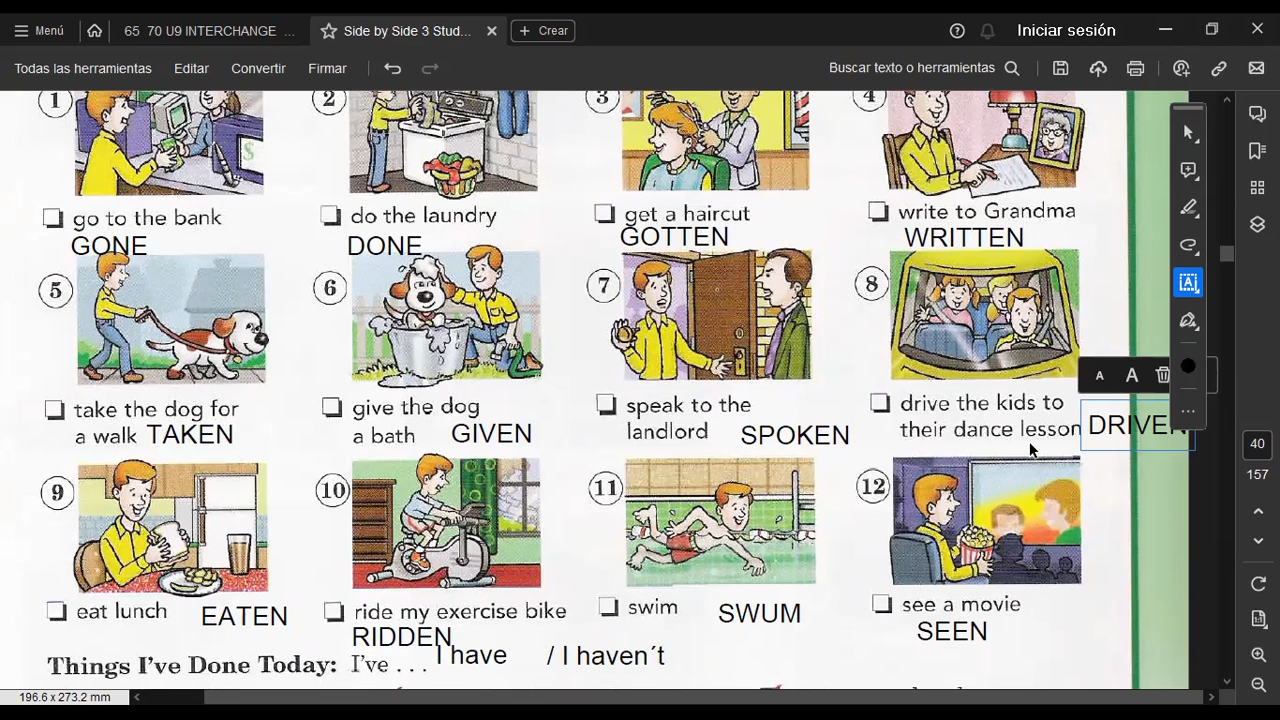 Menú
65 70 U9 INTERCHANGE ...
Side by Side 3 Stud...
Crear
Iniciar sesión
Todas las herramientas
Editar
Convertir
Firmar
Buscar texto o herramientas
1
2
3
4
$
go to the bank
do the laundry
get a haircut
write to Grandma
GONE
DONE
GOTTEN
WRITTEN
5
6
7
8
A A
take the dog for
a walk TAKEN
give the dog
a bath GIVEN
speak to the
landlord SPOKEN
drive the kids to
their dance lesson DRIVEN
40
157
9
10
11
12
eat lunch EATEN
ride my exercise bike
RIDDEN
swim SWUM
see a movie
SEEN
Things I've Done Today: I've . . . I have / I haven´t
196.6 x 273.2 mm